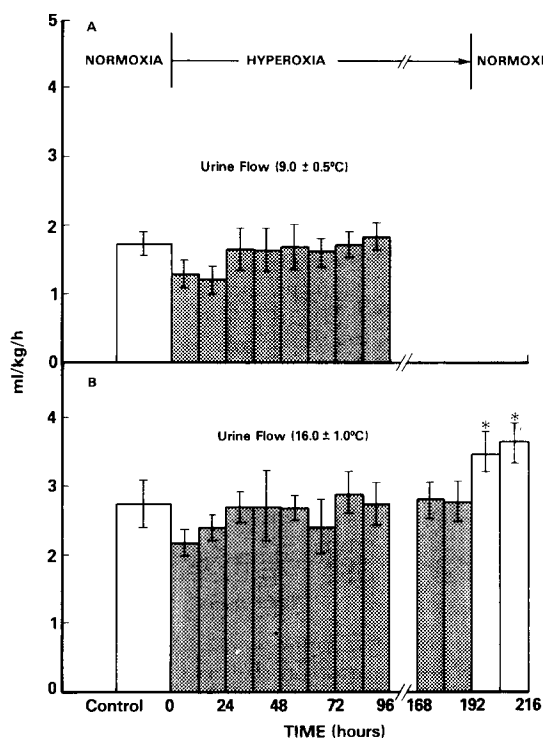 A
NORMOXIA HYPEROXIA NORMOXI
Urine Flow (9.0 ± 0.5°C)
5
4
3
2
1
0
ml/kg/h
B
Urine Flow (16.0 ± 1.0°C)
* *
4
3
2
1
0
Control 0 24 48 72 96 168 192 216
TIME (hours)